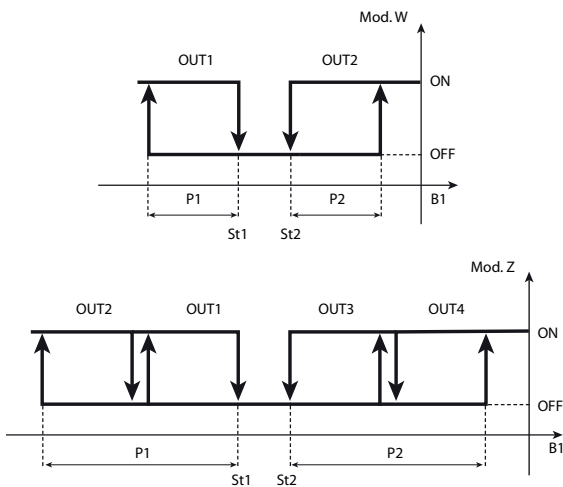 Mod. W
OUT1 OUT2
ON
OFF
P1 P2 B1
St1 St2
Mod. Z
OUT2 OUT1 OUT3 OUT4
ON
OFF
P1 P2 B1
St1 St2